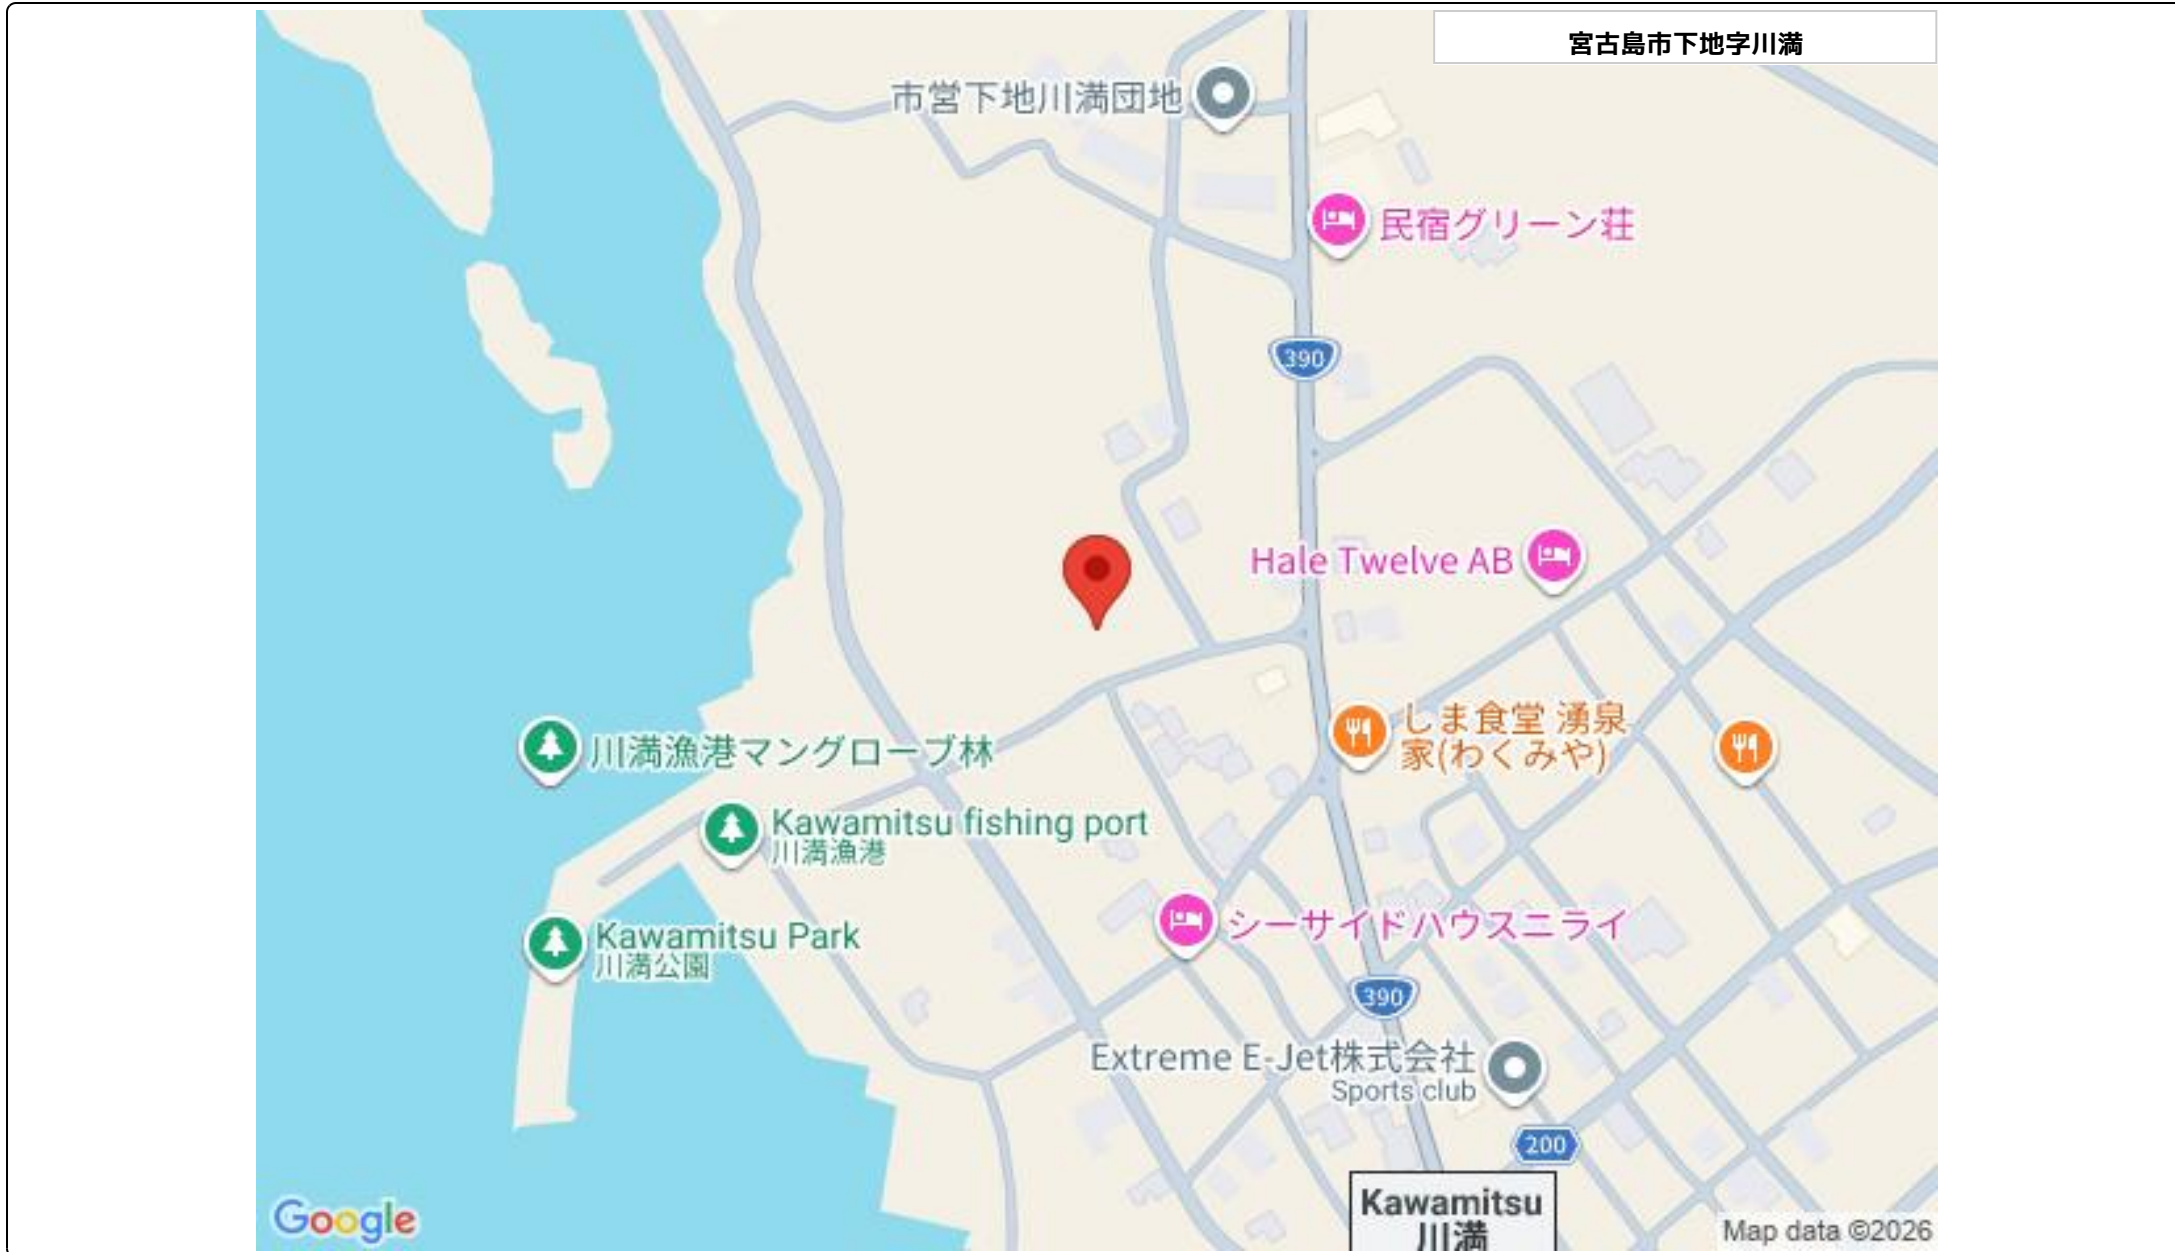 宮古島市下地字川満
市営下地川満団地
民宿グリーン荘
390
Hale Twelve AB
しま食堂 湧泉
家(わくみや)
川満漁港マングローブ林
Kawamitsu fishing port
川満漁港
Kawamitsu Park
川満公園
シーサイドハウスニライ
390
Extreme E-Jet株式会社
Sports club
200
Kawamitsu
川満
Google
Map data ©2026